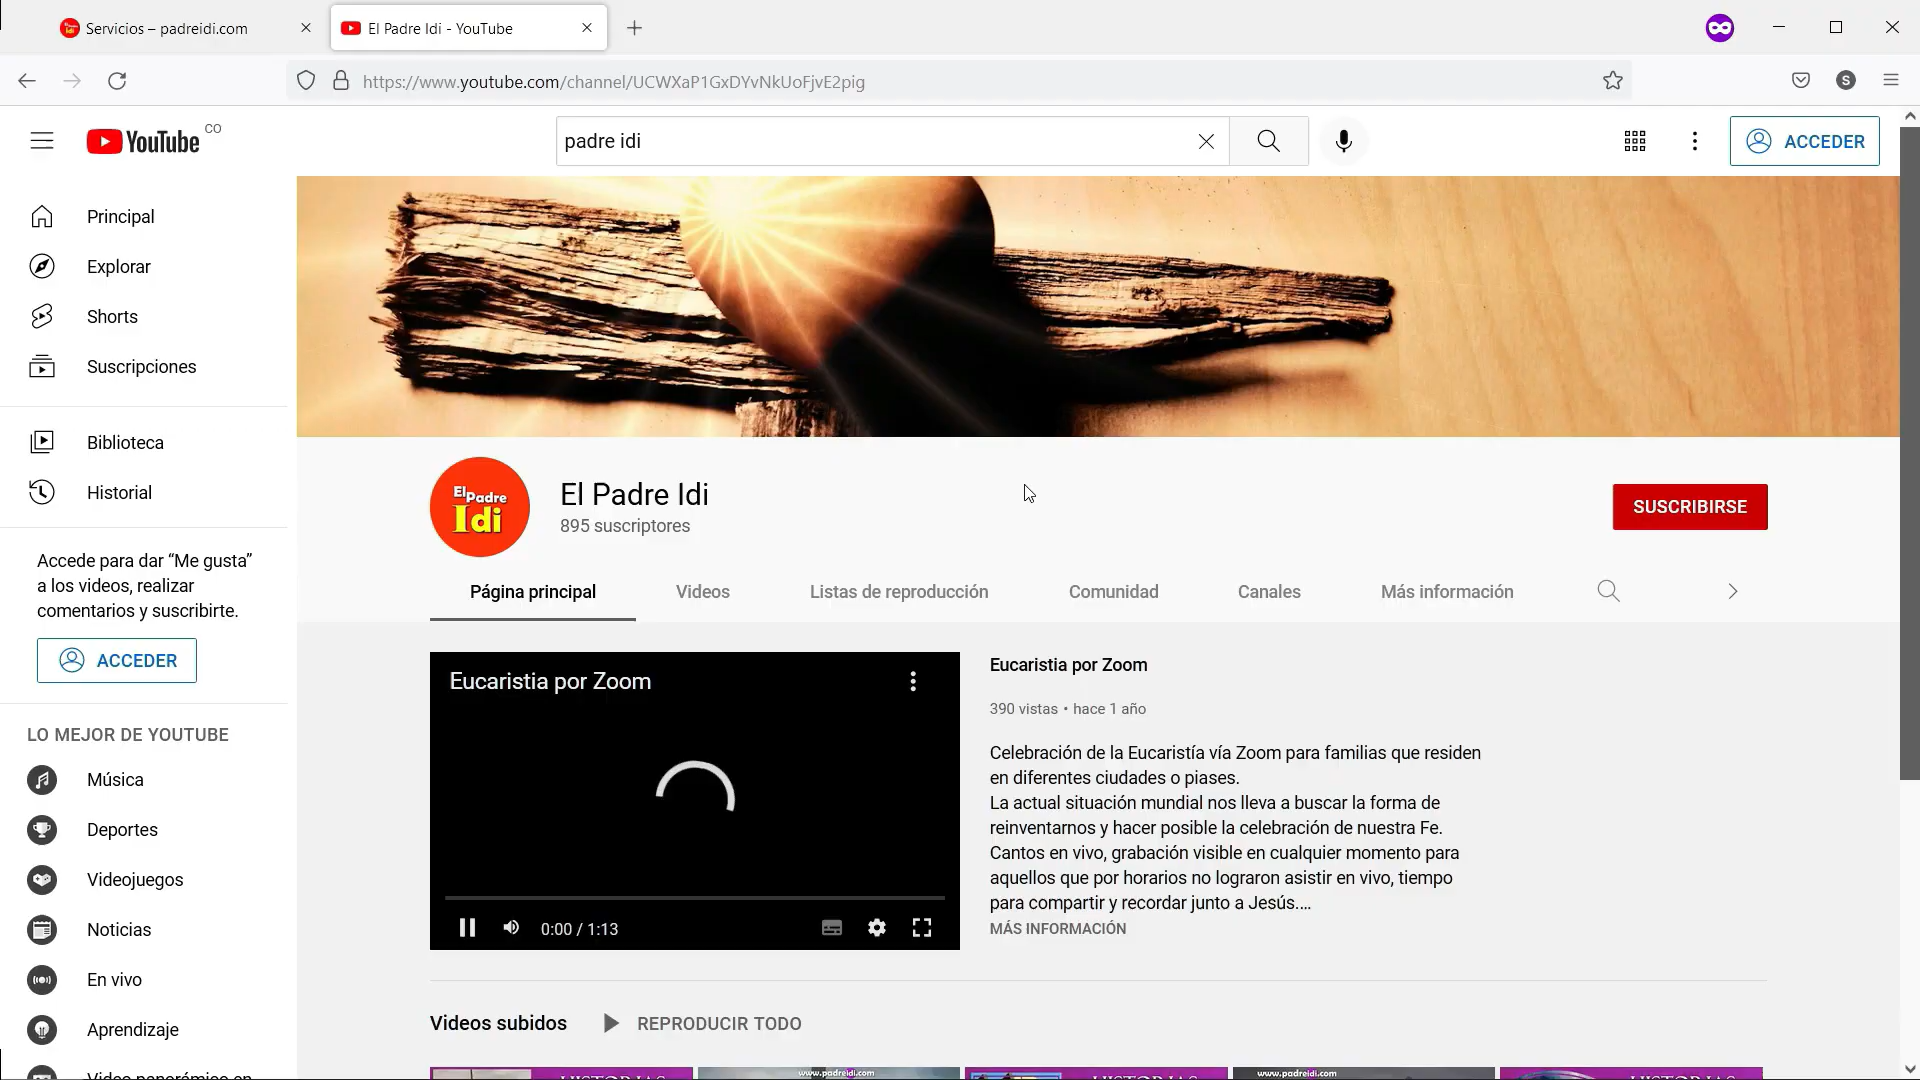 Servicios – padreidi.com
El Padre Idi - YouTube
https://www.youtube.com/channel/UCWXaP1GxDYvNkUoFjvE2pig
S
YouTube CO
padre idi
ACCEDER
Principal
Explorar
Shorts
Suscripciones
Biblioteca
Historial
Accede para dar “Me gusta”
a los videos, realizar
comentarios y suscribirte.
ACCEDER
LO MEJOR DE YOUTUBE
Música
Deportes
Videojuegos
Noticias
En vivo
Aprendizaje
Video panorámico en
El Padre
Idi
El Padre Idi
895 suscriptores
SUSCRIBIRSE
Página principal
Videos
Listas de reproducción
Comunidad
Canales
Más información
Eucaristia por Zoom
0:00 / 1:13
Eucaristia por Zoom
390 vistas • hace 1 año
Celebración de la Eucaristía vía Zoom para familias que residen
en diferentes ciudades o piases.
La actual situación mundial nos lleva a buscar la forma de
reinventarnos y hacer posible la celebración de nuestra Fe.
Cantos en vivo, grabación visible en cualquier momento para
aquellos que por horarios no lograron asistir en vivo, tiempo
para compartir y recordar junto a Jesús....
MÁS INFORMACIÓN
Videos subidos
REPRODUCIR TODO
HISTORIAS
www.padreidi.com
HISTORIAS
www.padreidi.com
HISTORIAS